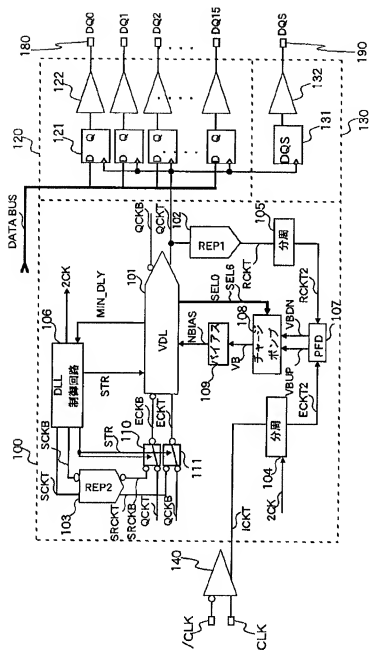 DQ0
DQ1
DQ2
DQ15
DQS
180
190
122
132
120
121
Q
D
Q
D
Q
D
Q
D
DQS
131
130
DATA BUS
QCKB
QCKT
102
REP1
105
分周
RCKT
RCKT2
101
VDL
SEL0
~SEL6
108
チャージ
ポンプ
NBIAS
バイアス
VB
109
VBDN
VBUP
PFD
107
ECKT2
2CK
106
DLL
制御回路
MIN_DLY
STR
100
SCKB
SCKT
STR
ECKB
ECKT
110
111
103
REP2
SRCKT
SRCKB
QCKT
QCKB
104
分周
2CK
ICKT
140
/CLK
CLK